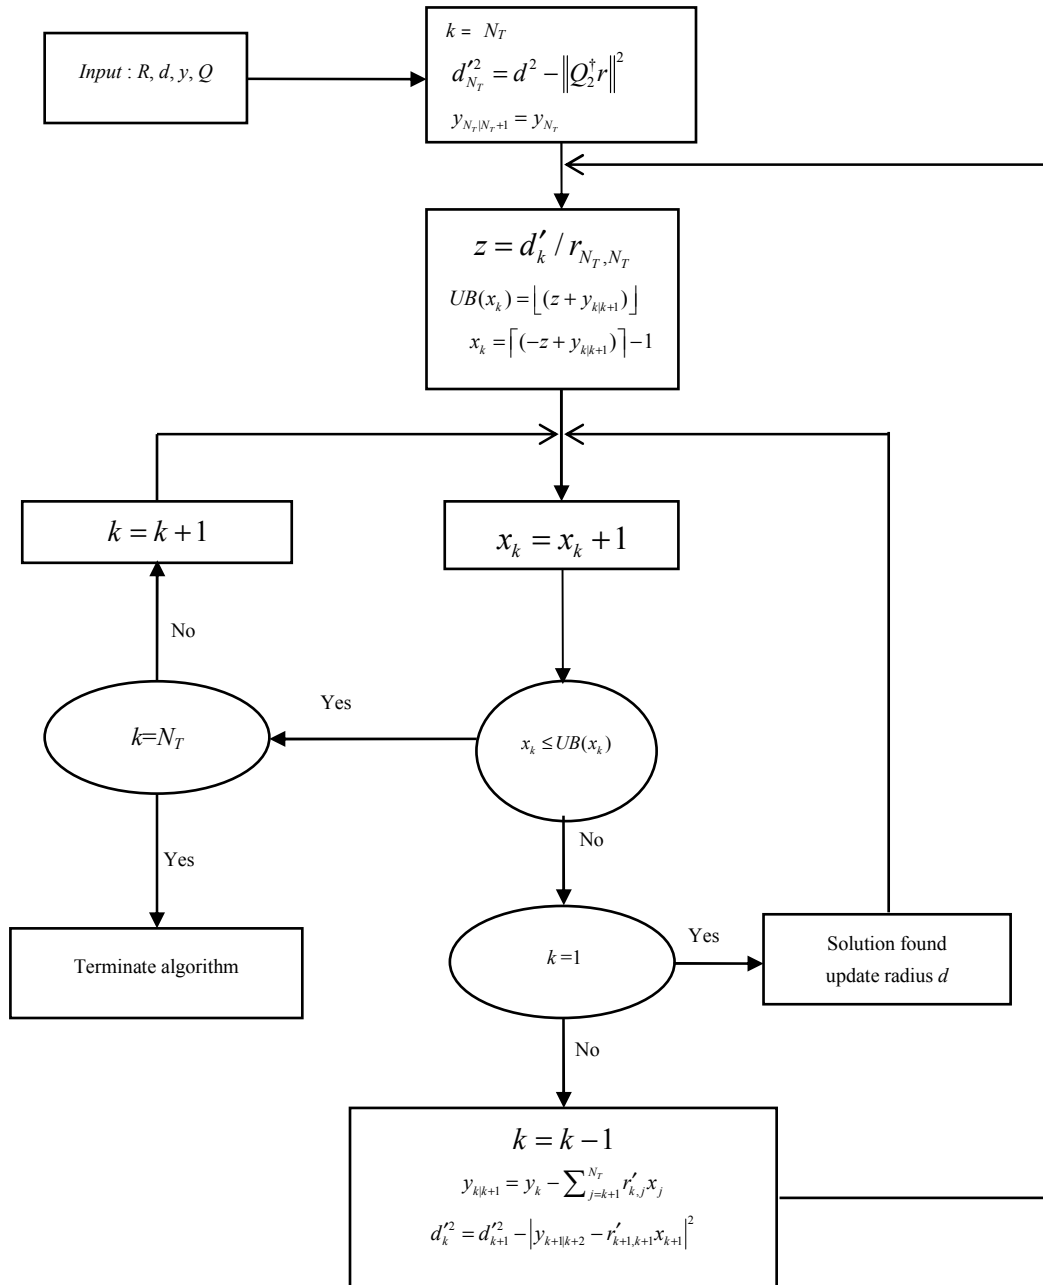 Input : R, d, y, Q
k = N_T
d′²_{N_T} = d² − ‖Q₂†r‖²
y_{N_T|N_T+1} = y_{N_T}
z = d′_k / r_{N_T,N_T}
UB(x_k) = ⌊(z + y_{k|k+1})⌋
x_k = ⌈(−z + y_{k|k+1})⌉ − 1
k = k + 1
x_k = x_k + 1
No
Yes
k=N_T
x_k ≤ UB(x_k)
Yes
No
Terminate algorithm
k =1
Yes
Solution found
update radius d
No
k = k − 1
y_{k|k+1} = y_k − ∑_{j=k+1}^{N_T} r′_{k,j} x_j
d′²_k = d′²_{k+1} − |y_{k+1|k+2} − r′_{k+1,k+1} x_{k+1}|²